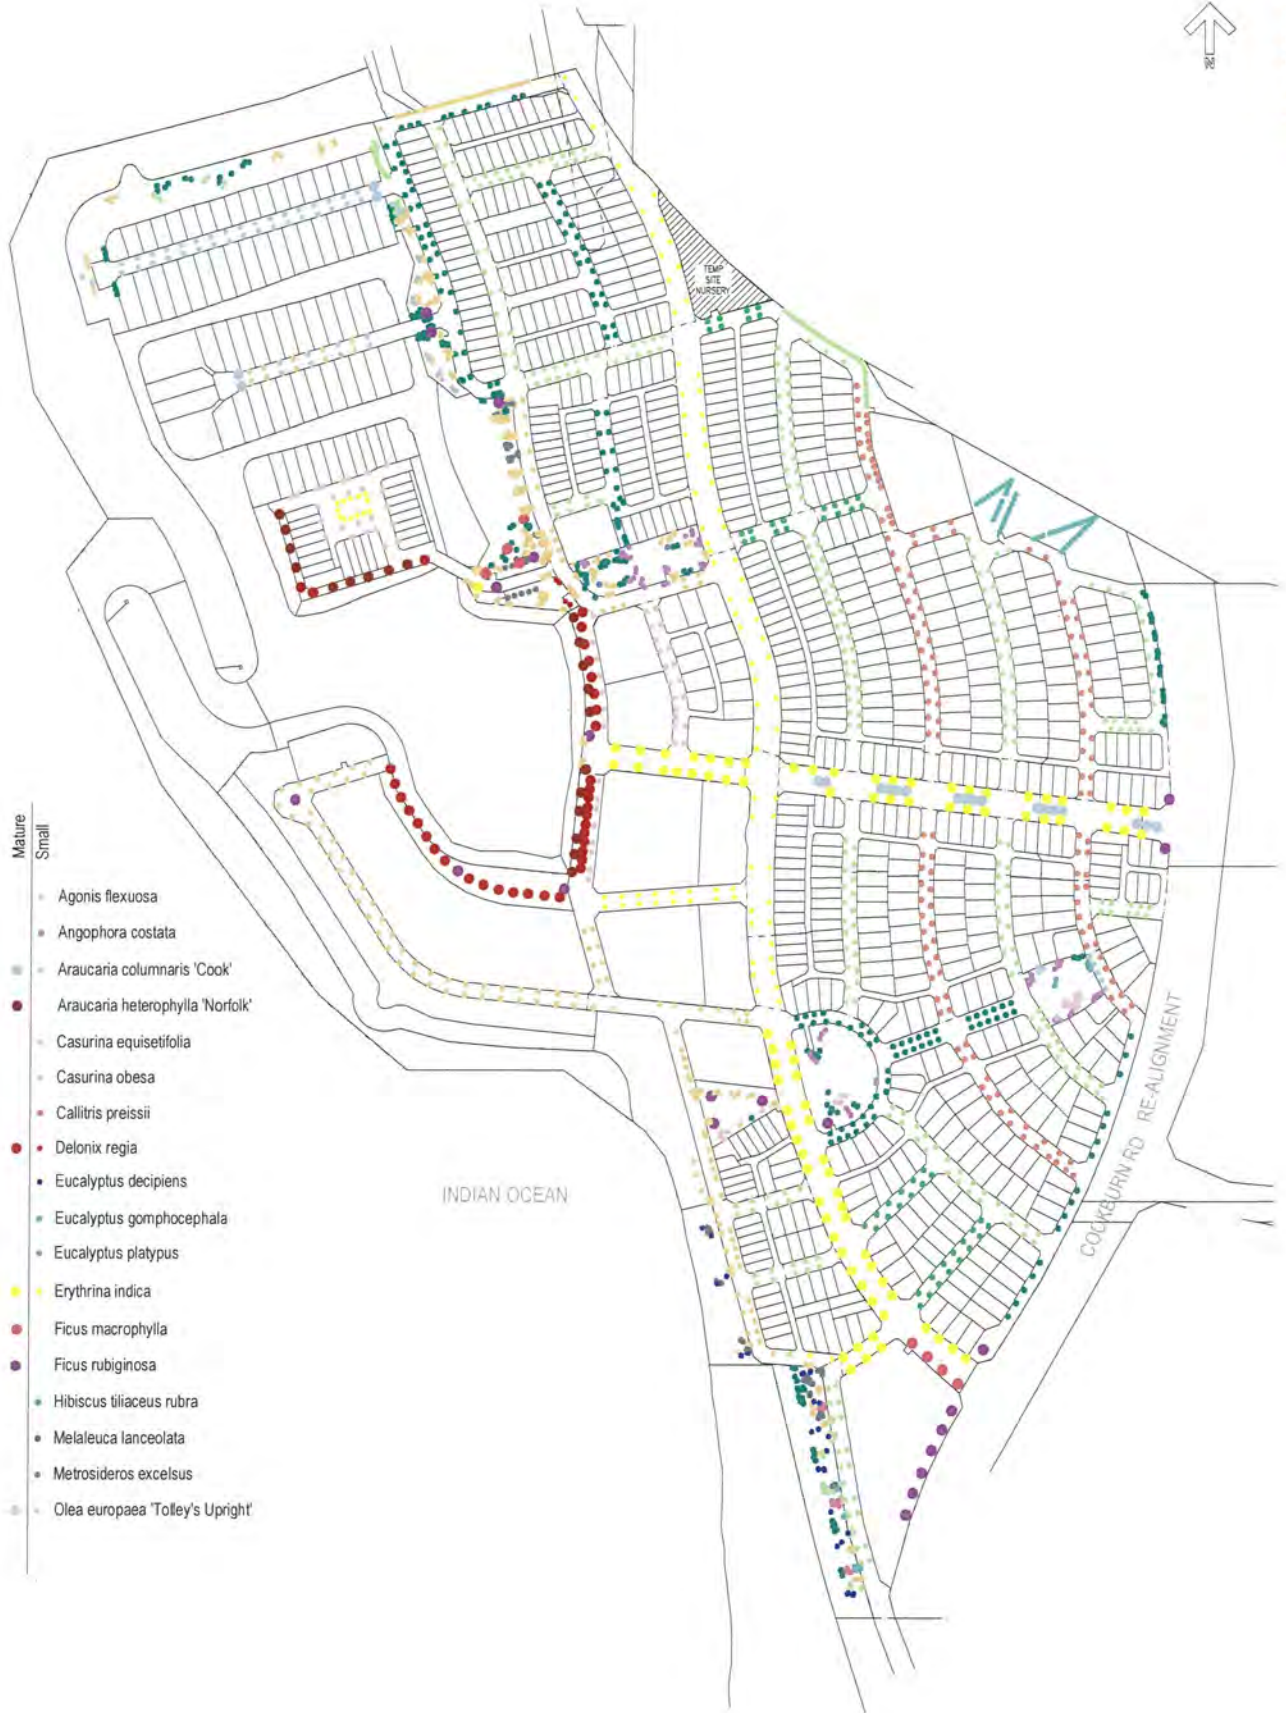 N
TEMP
SITE
NURSERY
Mature
Small
Agonis flexuosa
Angophora costata
Araucaria columnaris 'Cook'
Araucaria heterophylla 'Norfolk'
Casurina equisetifolia
Casurina obesa
Callitris preissii
Delonix regia
Eucalyptus decipiens
Eucalyptus gomphocephala
Eucalyptus platypus
Erythrina indica
Ficus macrophylla
Ficus rubiginosa
Hibiscus tiliaceus rubra
Melaleuca lanceolata
Metrosideros excelsus
Olea europaea 'Totley's Upright'
INDIAN OCEAN
COCKBURN RD RE-ALIGNMENT